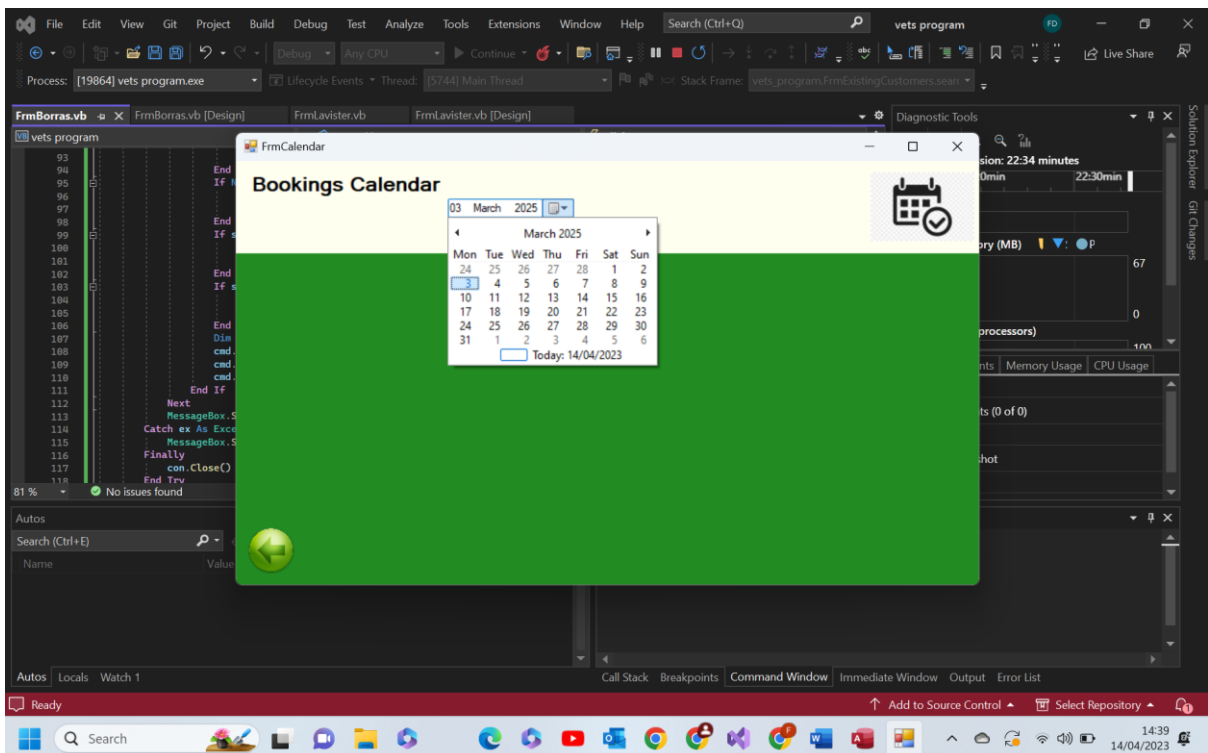 File Edit View Git Project Build Debug Test Analyze Tools Extensions Window Help Search (Ctrl+Q) vets program FD
Debug Any CPU Continue Live Share
Process: [19864] vets program.exe Lifecycle Events Thread: [5744] Main Thread Stack Frame: vets_program.FrmExistingCustomers.sear
FrmBorras.vb FrmBorras.vb [Design] FrmLavister.vb FrmLavister.vb [Design] Diagnostic Tools
Solution Explorer
Git Changes
vets program
FrmCalendar
Bookings Calendar
03 March 2025
March 2025
Mon Tue Wed Thu Fri Sat Sun
24 25 26 27 28 1 2
3 4 5 6 7 8 9
10 11 12 13 14 15 16
17 18 19 20 21 22 23
24 25 26 27 28 29 30
31 1 2 3 4 5 6
Today: 14/04/2023
93
94 End
95 If
96
97
98 End
99 If s
100
101
102 End
103 If s
104
105
106 End
107 Dim
108 cmd.
109 cmd.
110 cmd.
111 End If
112 Next
113 MessageBox.S
114 Catch ex As Exce
115 MessageBox.S
116 Finally
117 con.Close()
118 End Try
sion: 22:34 minutes
0min 22:30min
ory (MB) P
67
0
processors)
100
nts Memory Usage CPU Usage
ts (0 of 0)
shot
81 % No issues found
Autos
Search (Ctrl+E)
Name Value
Autos Locals Watch 1
Call Stack Breakpoints Command Window Immediate Window Output Error List
Ready Add to Source Control Select Repository
Search
14:39
14/04/2023